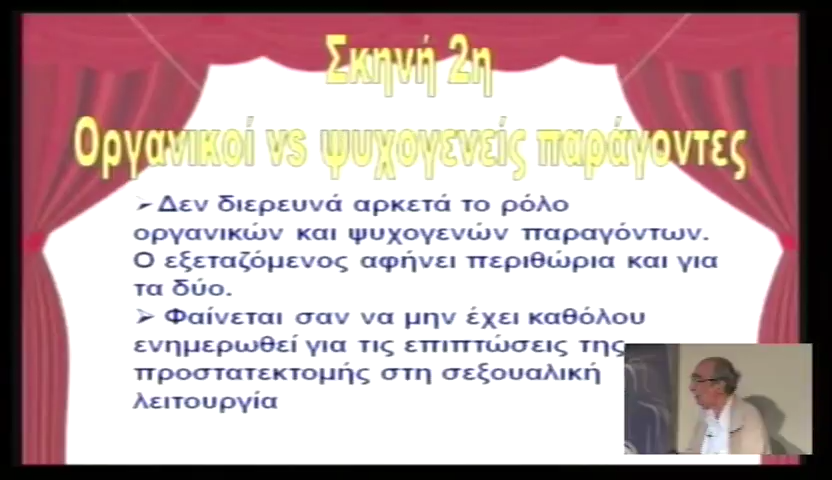 Σκηνή 2η
Οργανικοί vs ψυχογενείς παράγοντες
➢Δεν διερευνά αρκετά το ρόλο
οργανικών και ψυχογενών παραγόντων.
Ο εξεταζόμενος αφήνει περιθώρια και για
τα δύο.
➢ Φαίνεται σαν να μην έχει καθόλου
ενημερωθεί για τις επιπτώσεις της
προστατεκτομής στη σεξουαλική
λειτουργία